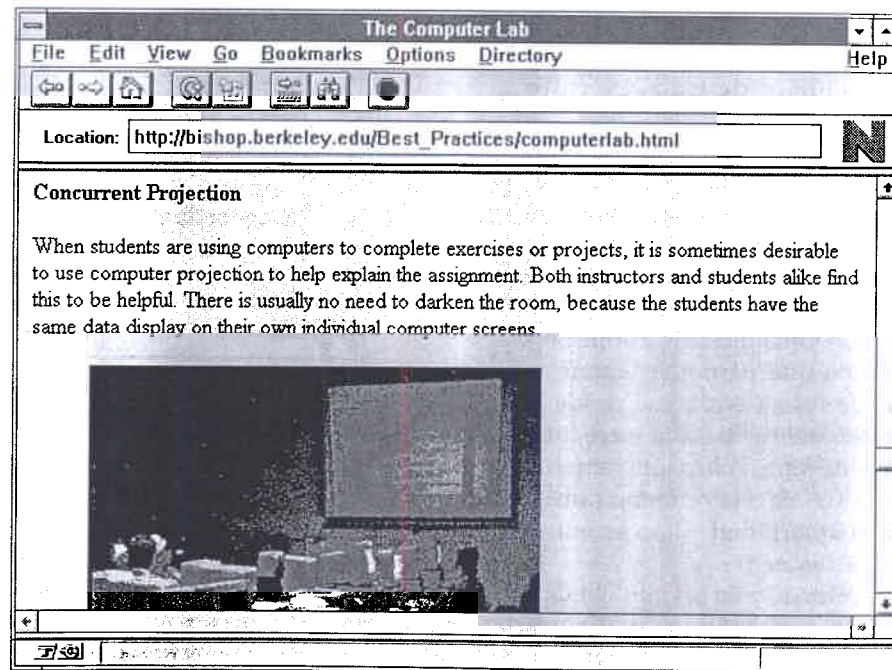 The Computer Lab
File Edit View Go Bookmarks Options Directory Help
Location: http://bishop.berkeley.edu/Best_Practices/computerlab.html
N
Concurrent Projection
When students are using computers to complete exercises or projects, it is sometimes desirable
to use computer projection to help explain the assignment. Both instructors and students alike find
this to be helpful. There is usually no need to darken the room, because the students have the
same data display on their own individual computer screens.